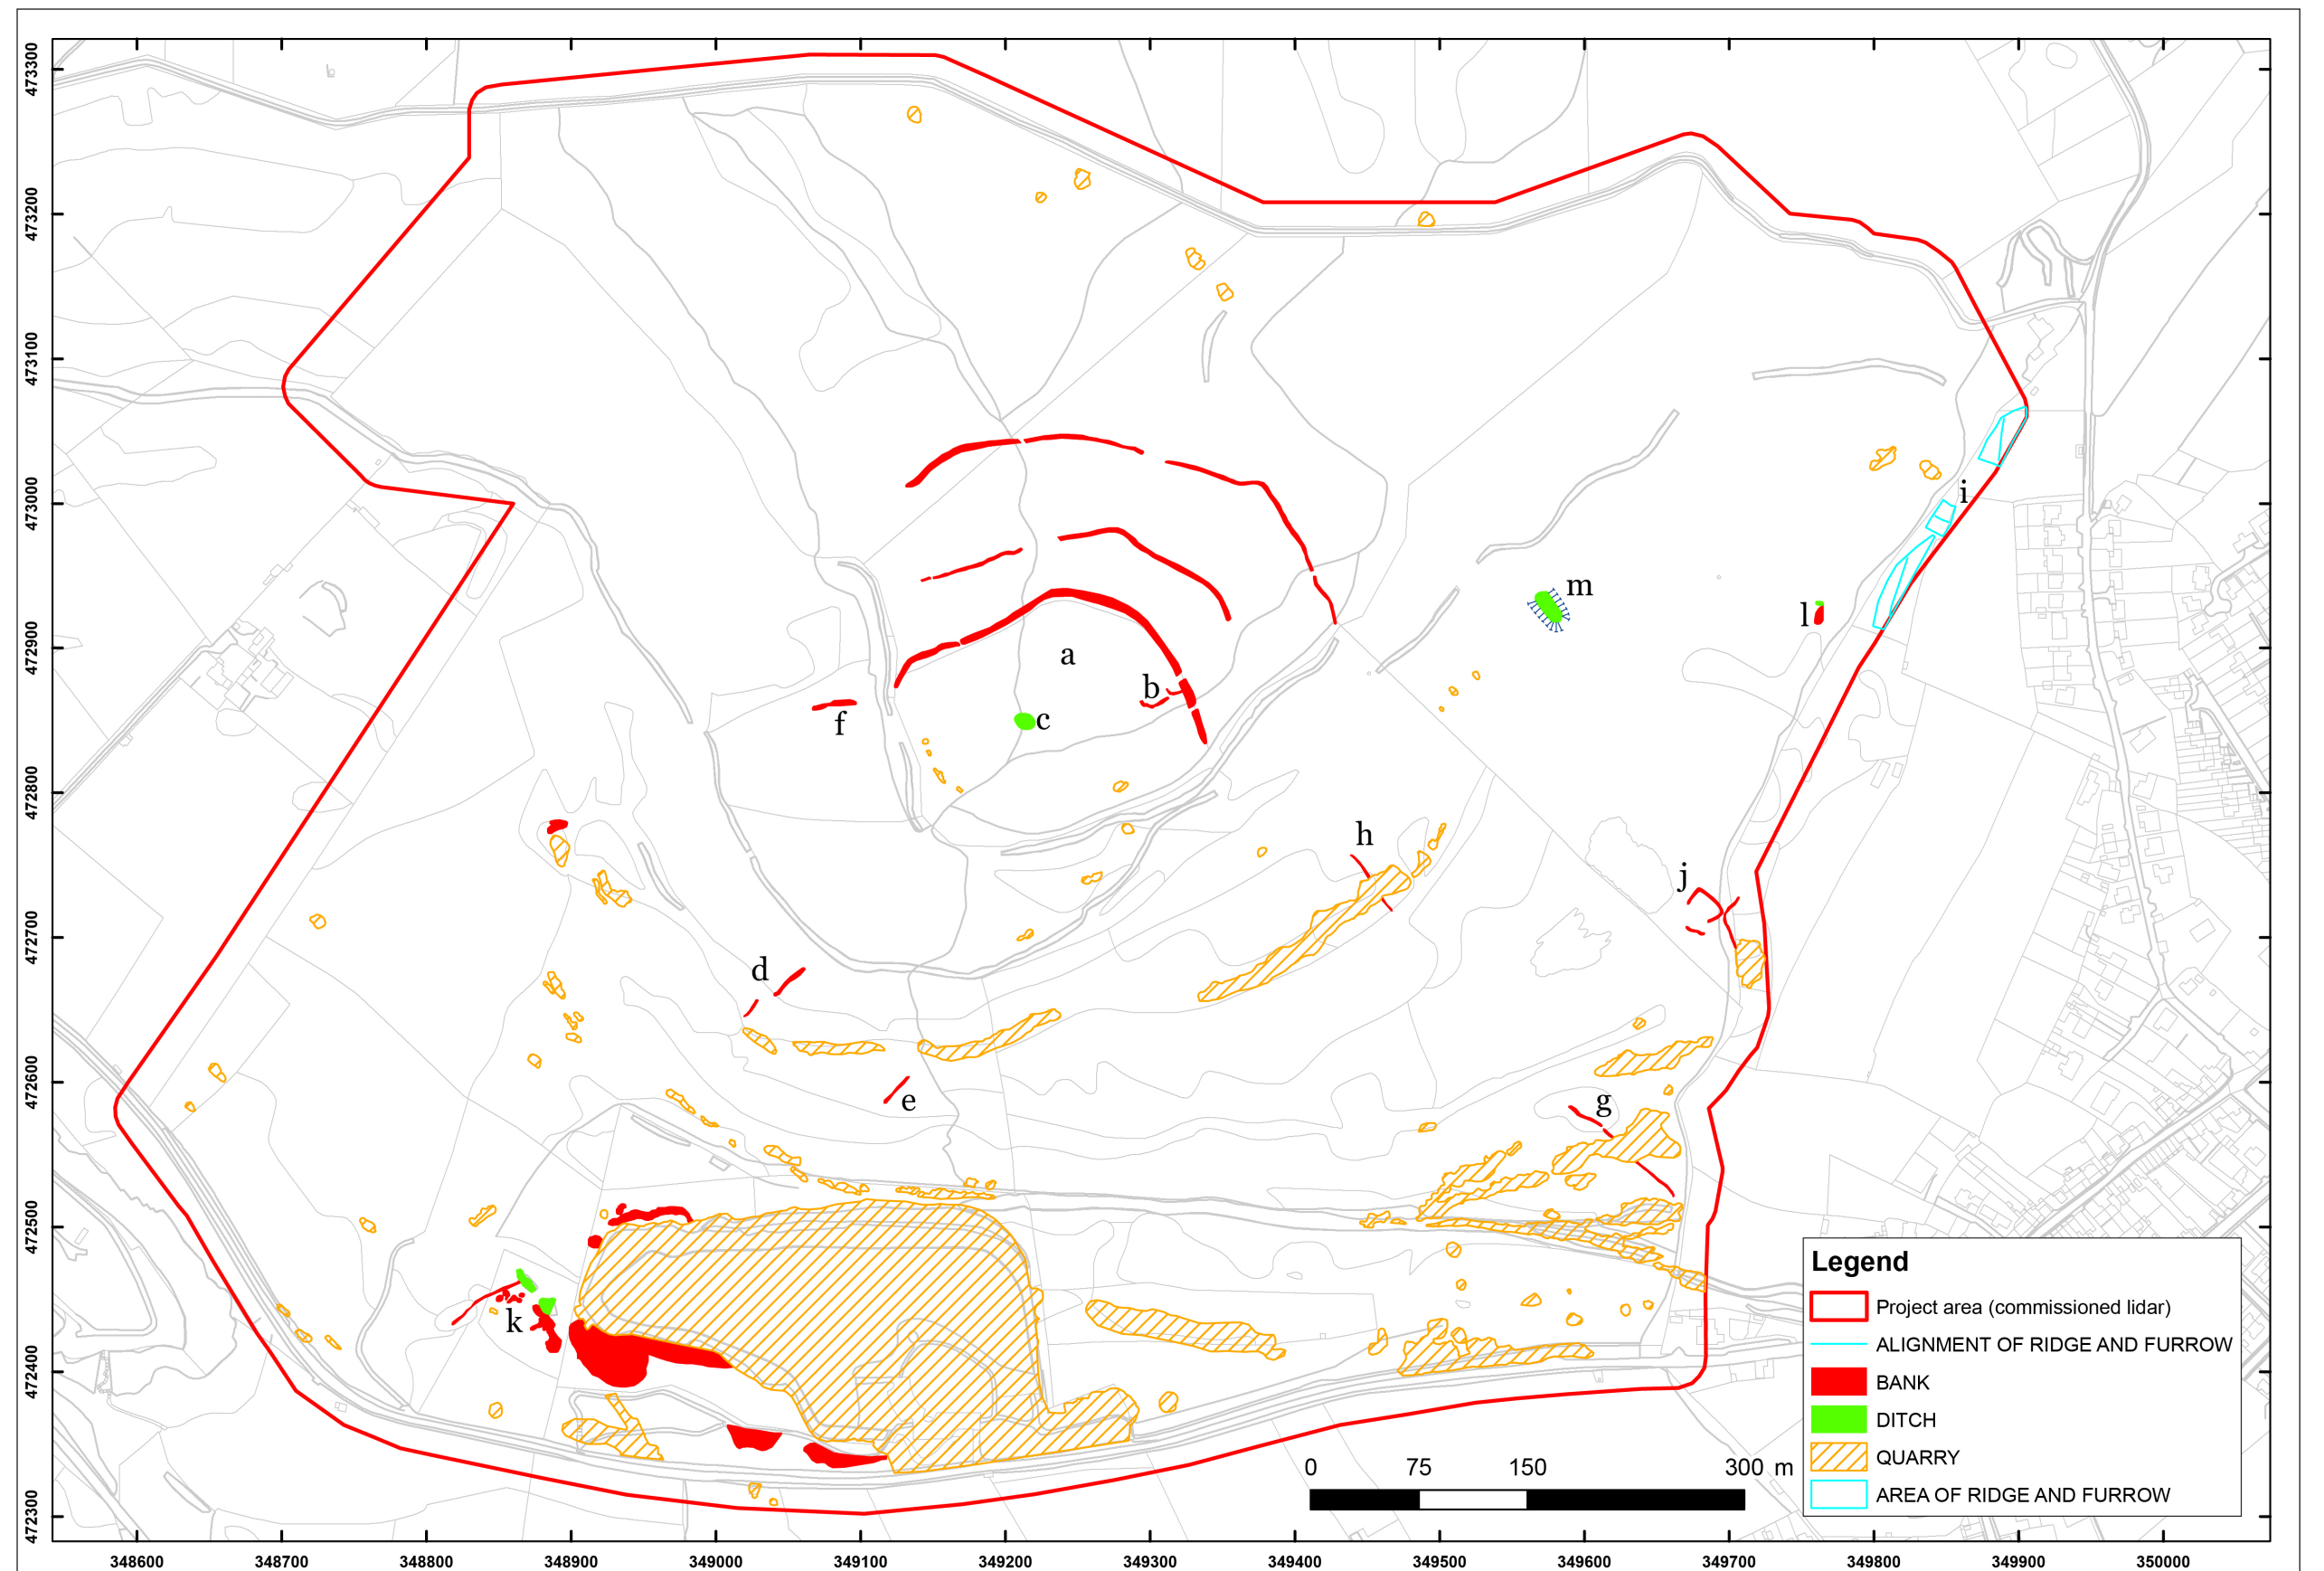 473300
473200
473100
473000
472900
472800
472700
472600
472500
472400
472300
i
m
l
a
b
c
f
h
j
d
e
g
k
Legend
Project area (commissioned lidar)
ALIGNMENT OF RIDGE AND FURROW
BANK
DITCH
QUARRY
AREA OF RIDGE AND FURROW
0 75 150 300 m
348600 348700 348800 348900 349000 349100 349200 349300 349400 349500 349600 349700 349800 349900 350000